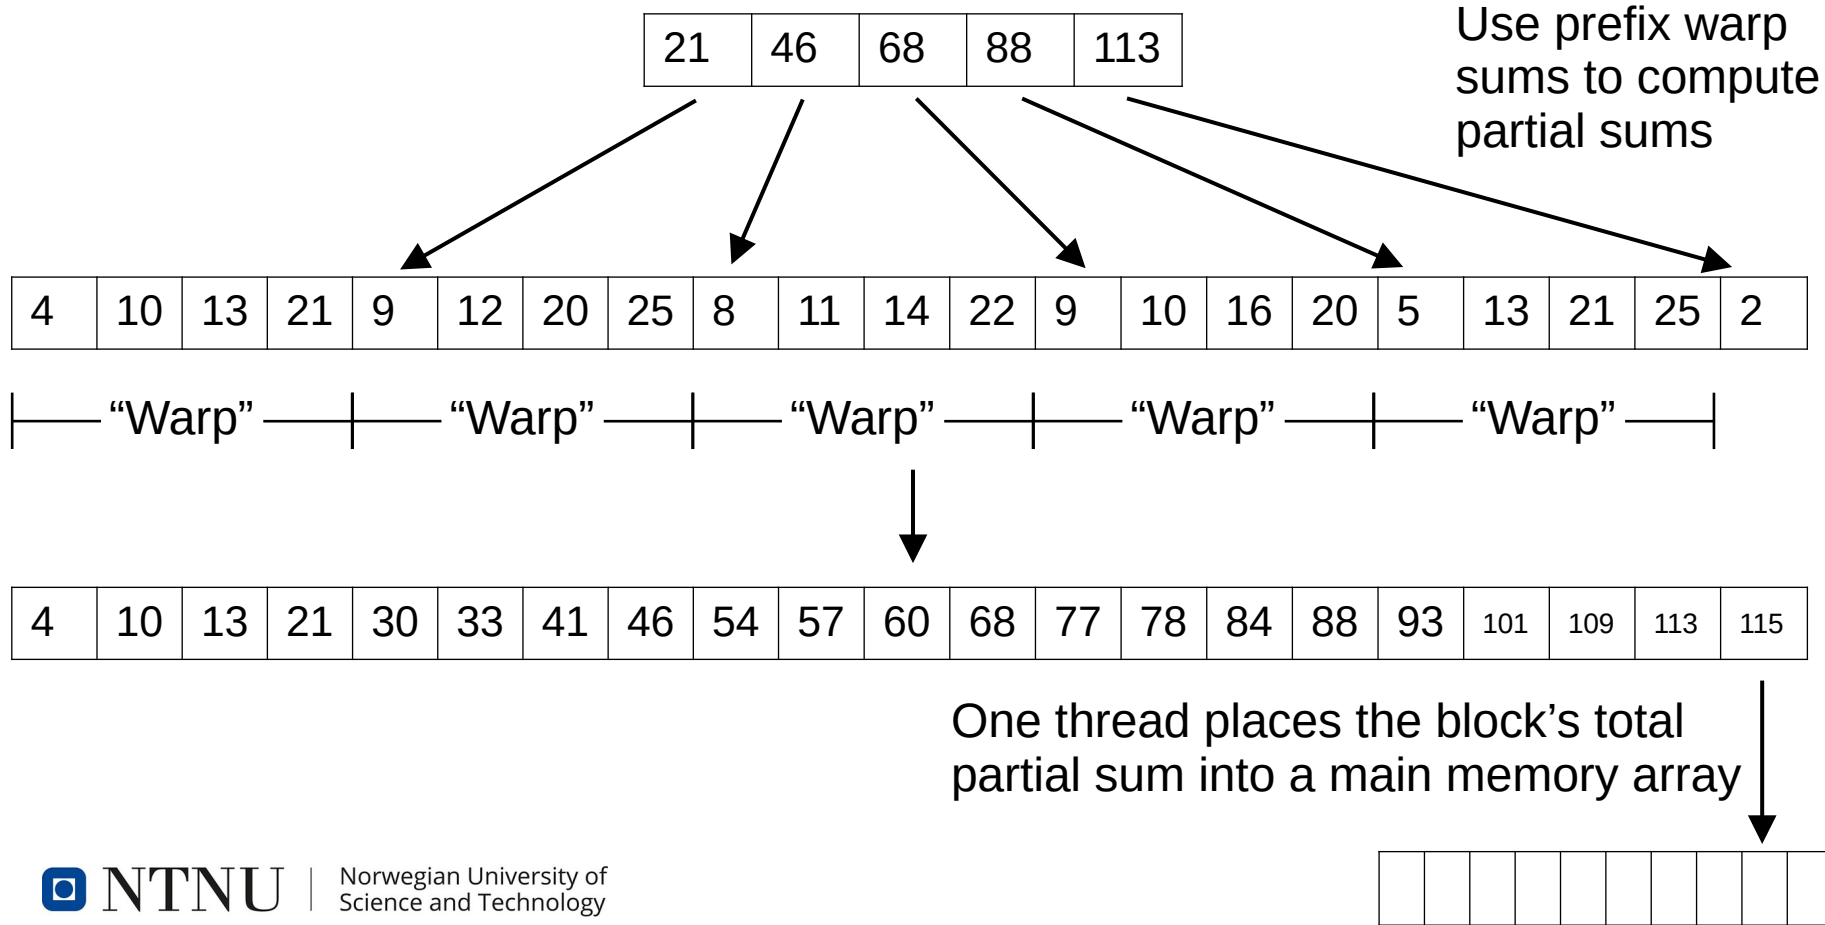 21 46 68 88 113
Use prefix warp
sums to compute
partial sums
4 10 13 21 9 12 20 25 8 11 14 22 9 10 16 20 5 13 21 25 2
“Warp” “Warp” “Warp” “Warp” “Warp”
4 10 13 21 30 33 41 46 54 57 60 68 77 78 84 88 93 101 109 113 115
One thread places the block’s total
partial sum into a main memory array
NTNU
Norwegian University of
Science and Technology